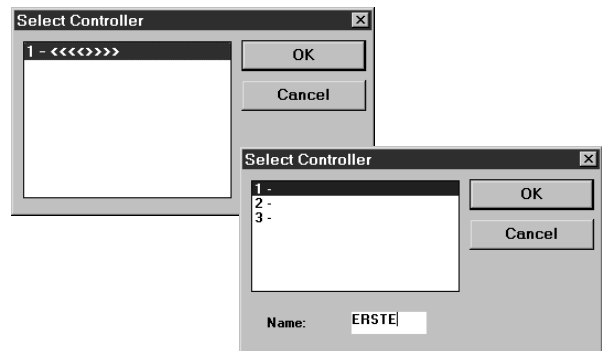 Select Controller
1 - <<<<>>>>
OK
Cancel
Select Controller
1 -
2 -
3 -
OK
Cancel
Name: ERSTE